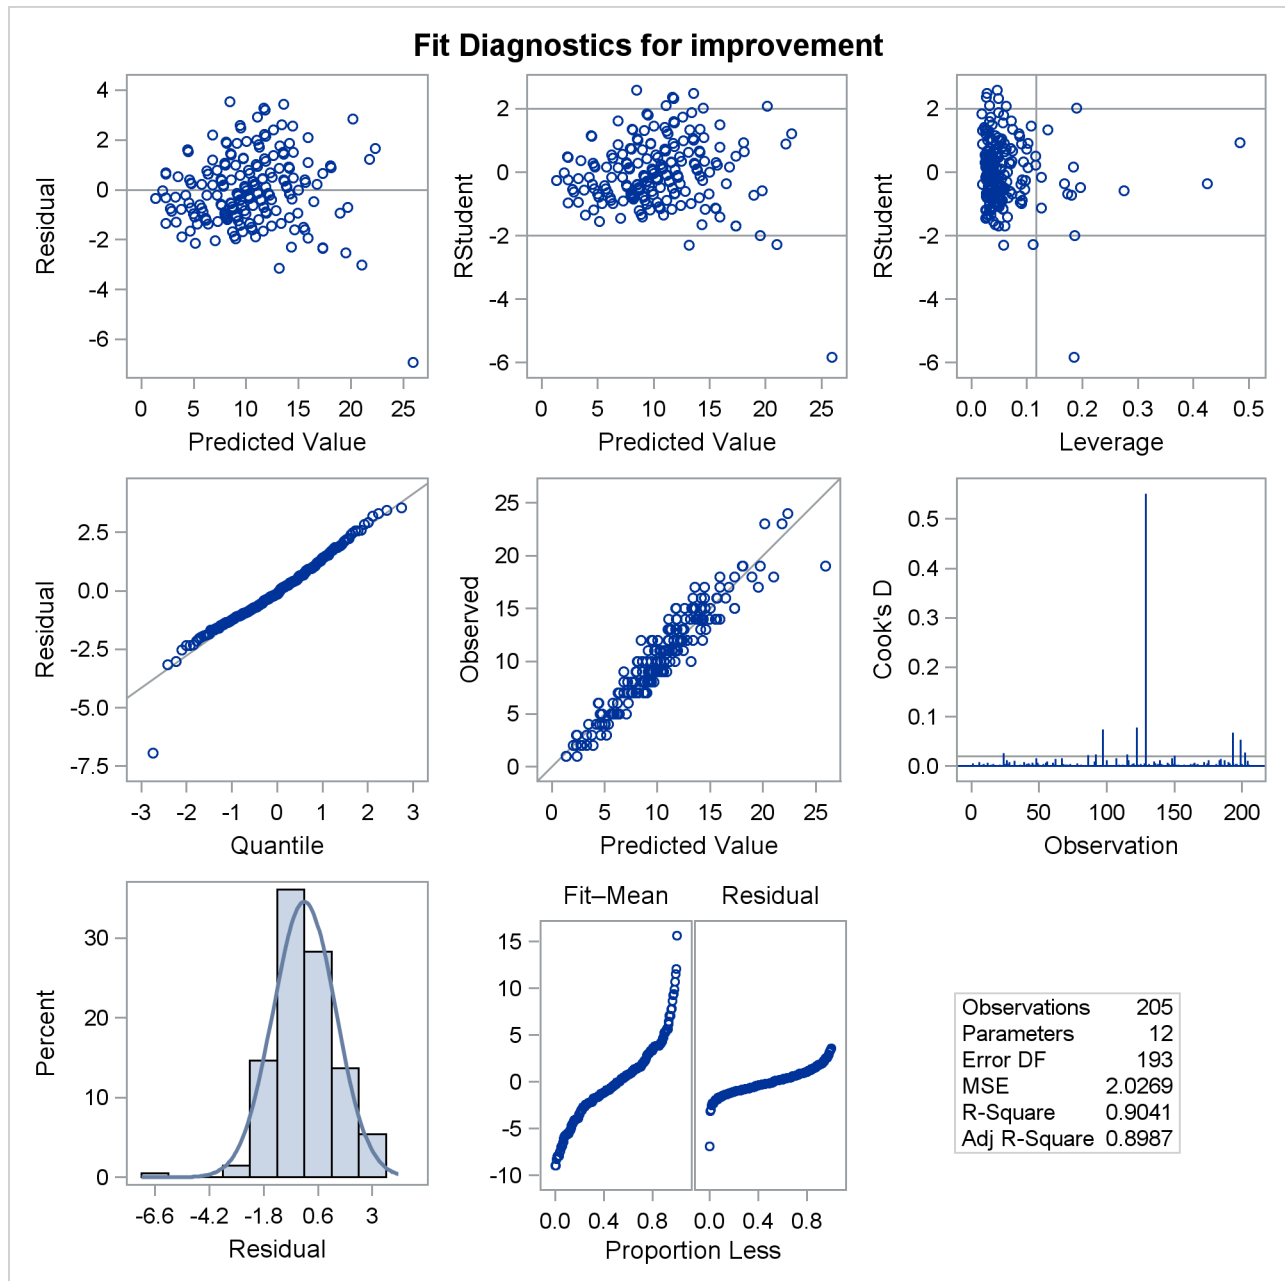 Fit Diagnostics for improvement
4
2
0
-2
-4
-6
Residual
0 5 10 15 20 25
Predicted Value
2
0
-2
-4
-6
RStudent
0 5 10 15 20 25
Predicted Value
2
0
-2
-4
-6
RStudent
0.0 0.1 0.2 0.3 0.4 0.5
Leverage
2.5
0.0
-2.5
-5.0
-7.5
Residual
-3 -2 -1 0 1 2 3
Quantile
25
20
15
10
5
0
Observed
0 5 10 15 20 25
Predicted Value
0.5
0.4
0.3
0.2
0.1
0.0
Cook's D
0 50 100 150 200
Observation
30
20
10
0
Percent
-6.6 -4.2 -1.8 0.6 3
Residual
Fit–Mean Residual
15
10
5
0
-5
-10
0.0 0.4 0.8 0.0 0.4 0.8
Proportion Less
Observations 205
Parameters 12
Error DF 193
MSE 2.0269
R-Square 0.9041
Adj R-Square 0.8987